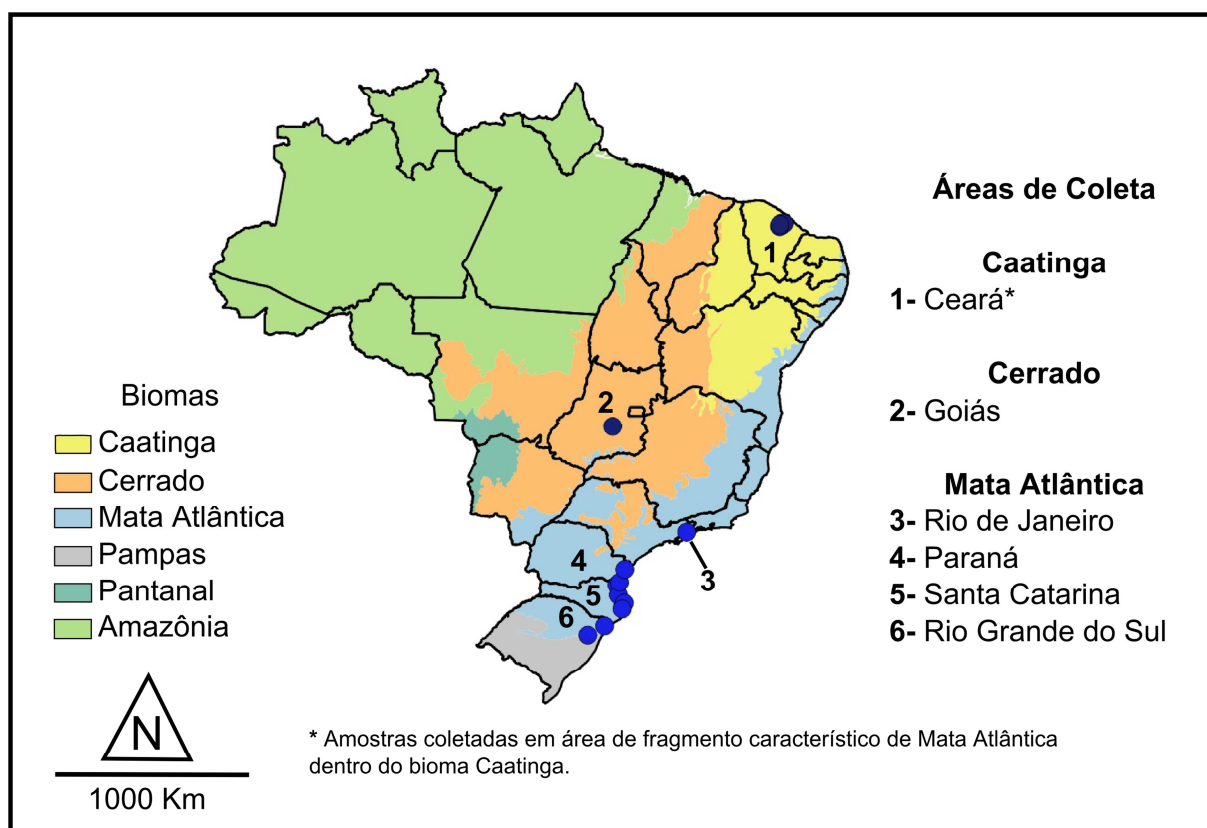 Áreas de Coleta
Caatinga
1- Ceará*
Cerrado
2- Goiás
Mata Atlântica
3- Rio de Janeiro
4- Paraná
5- Santa Catarina
6- Rio Grande do Sul
1
2
3
4
5
6
Biomas
Caatinga
Cerrado
Mata Atlântica
Pampas
Pantanal
Amazônia
N
1000 Km
* Amostras coletadas em área de fragmento característico de Mata Atlântica
dentro do bioma Caatinga.